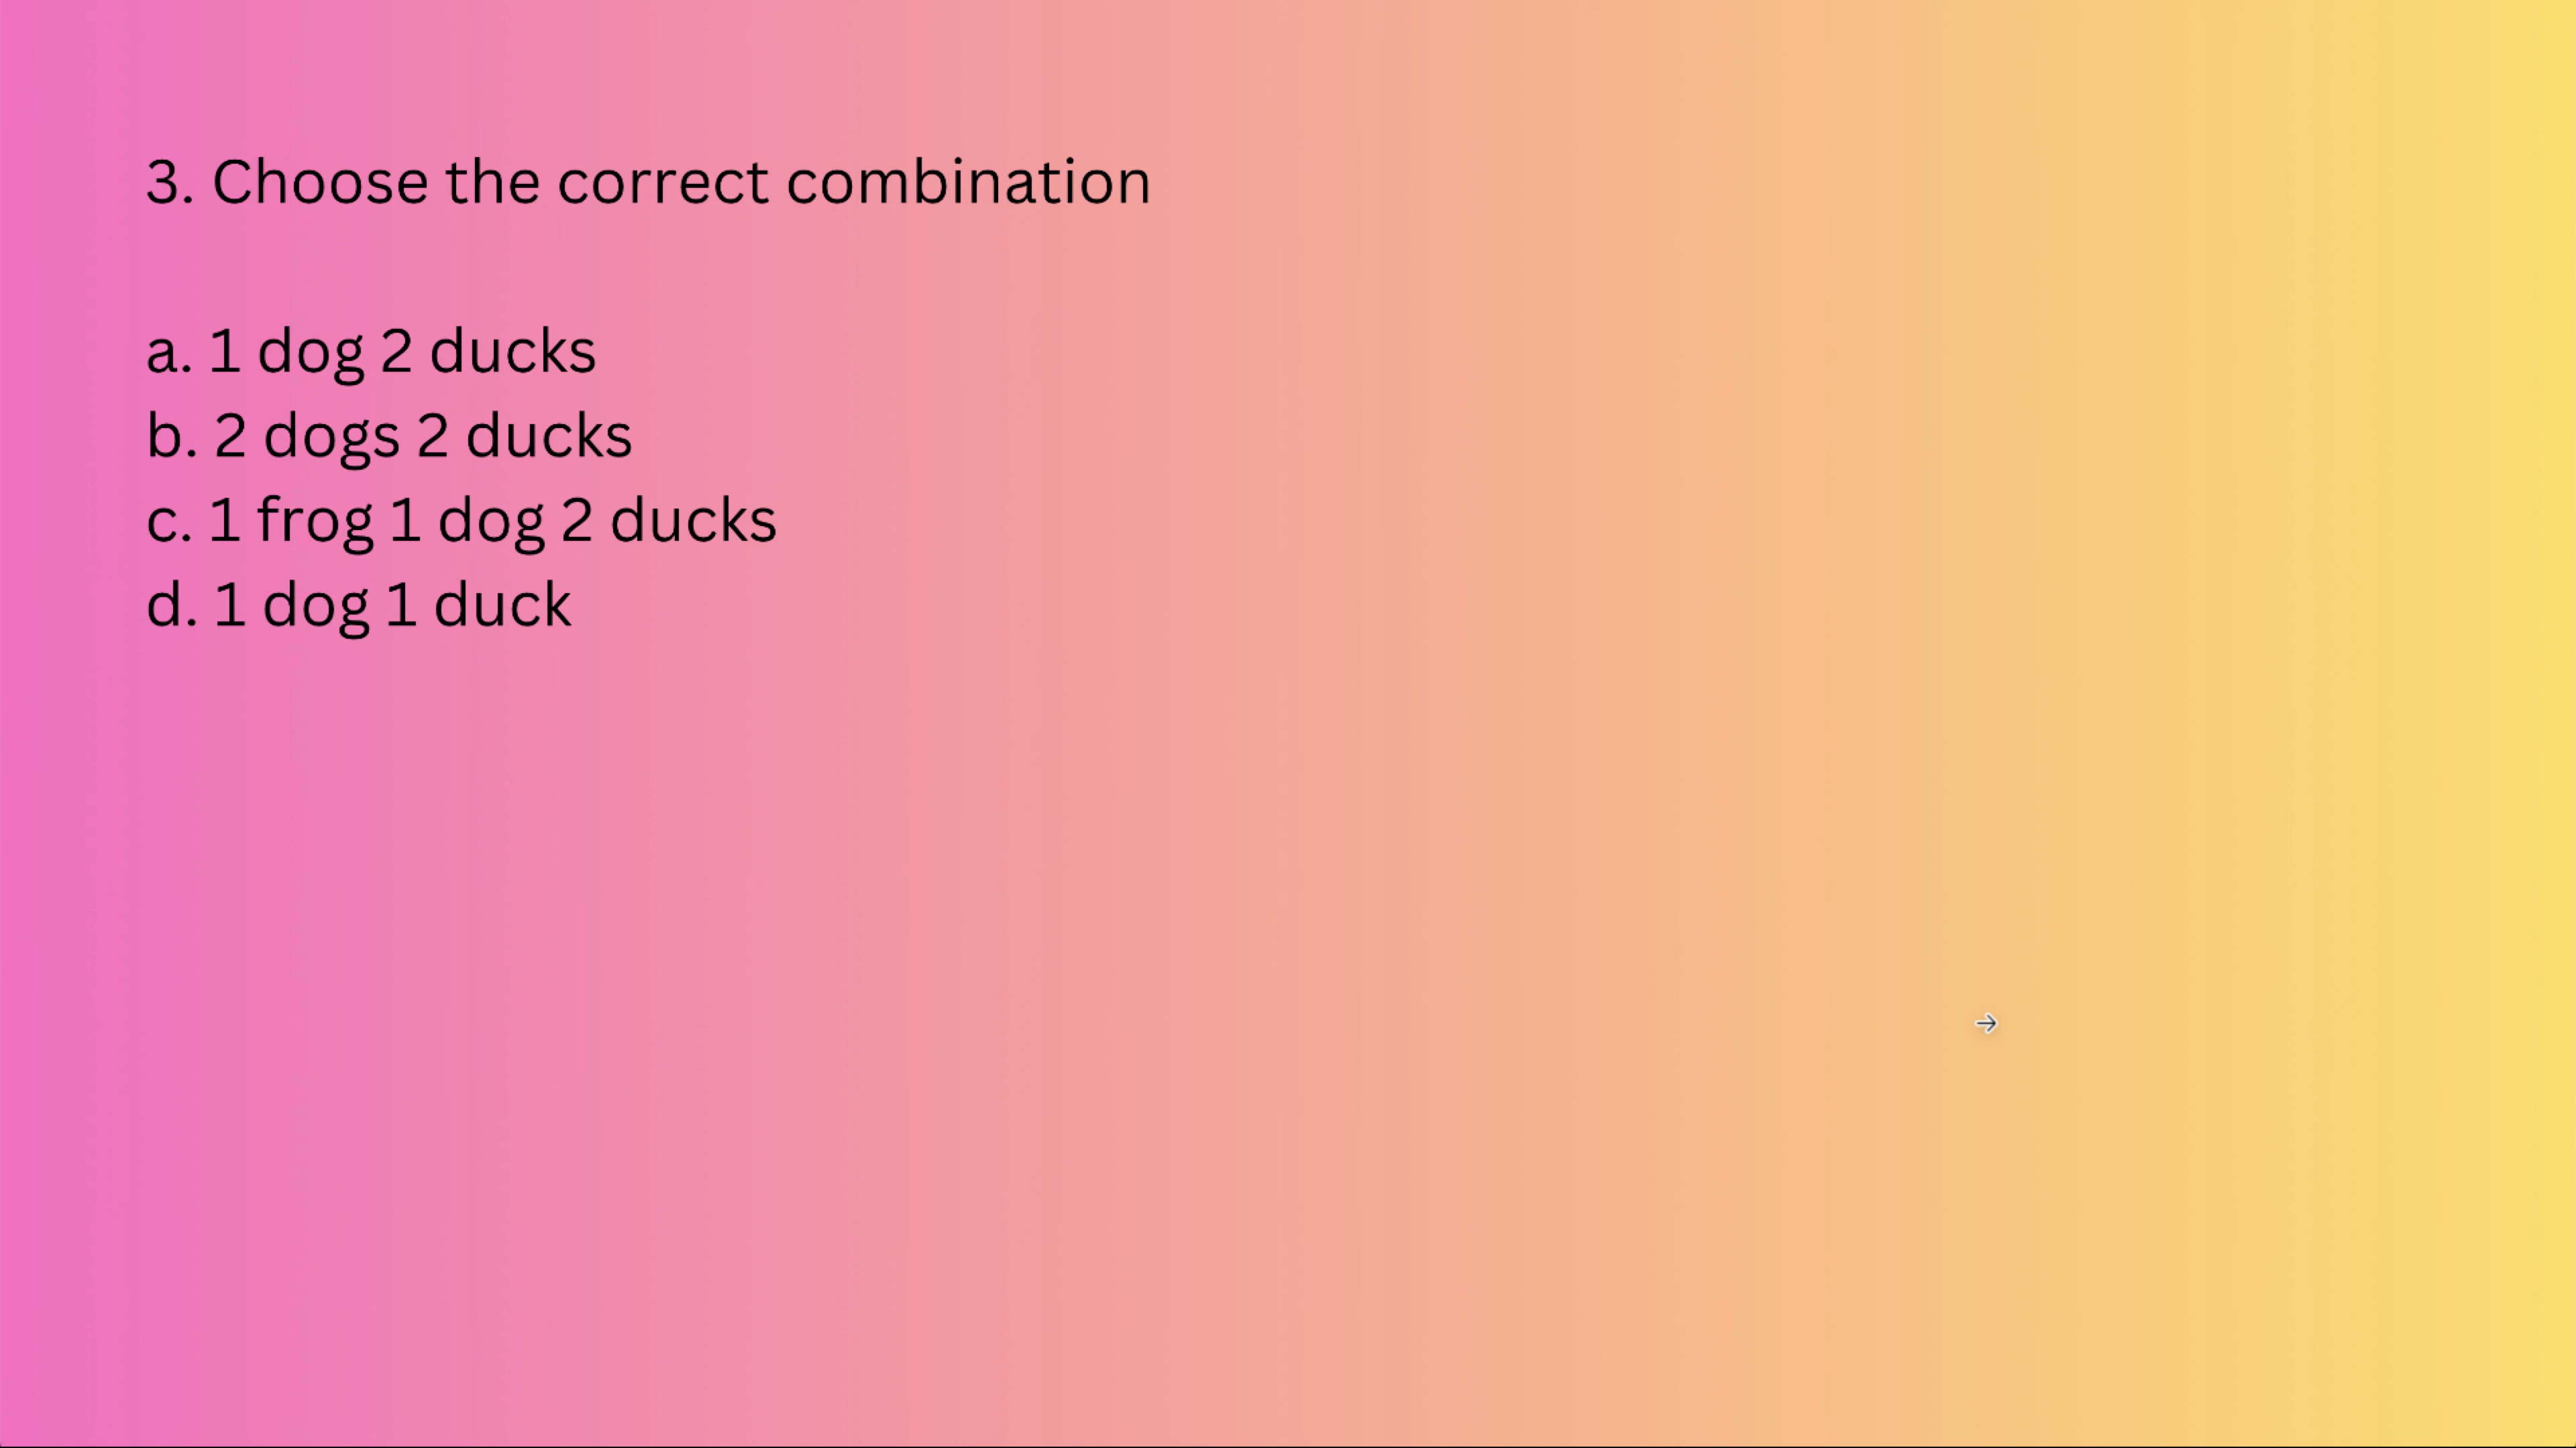 3. Choose the correct combination
a. 1 dog 2 ducks
b. 2 dogs 2 ducks
c. 1 frog 1 dog 2 ducks
d. 1 dog 1 duck